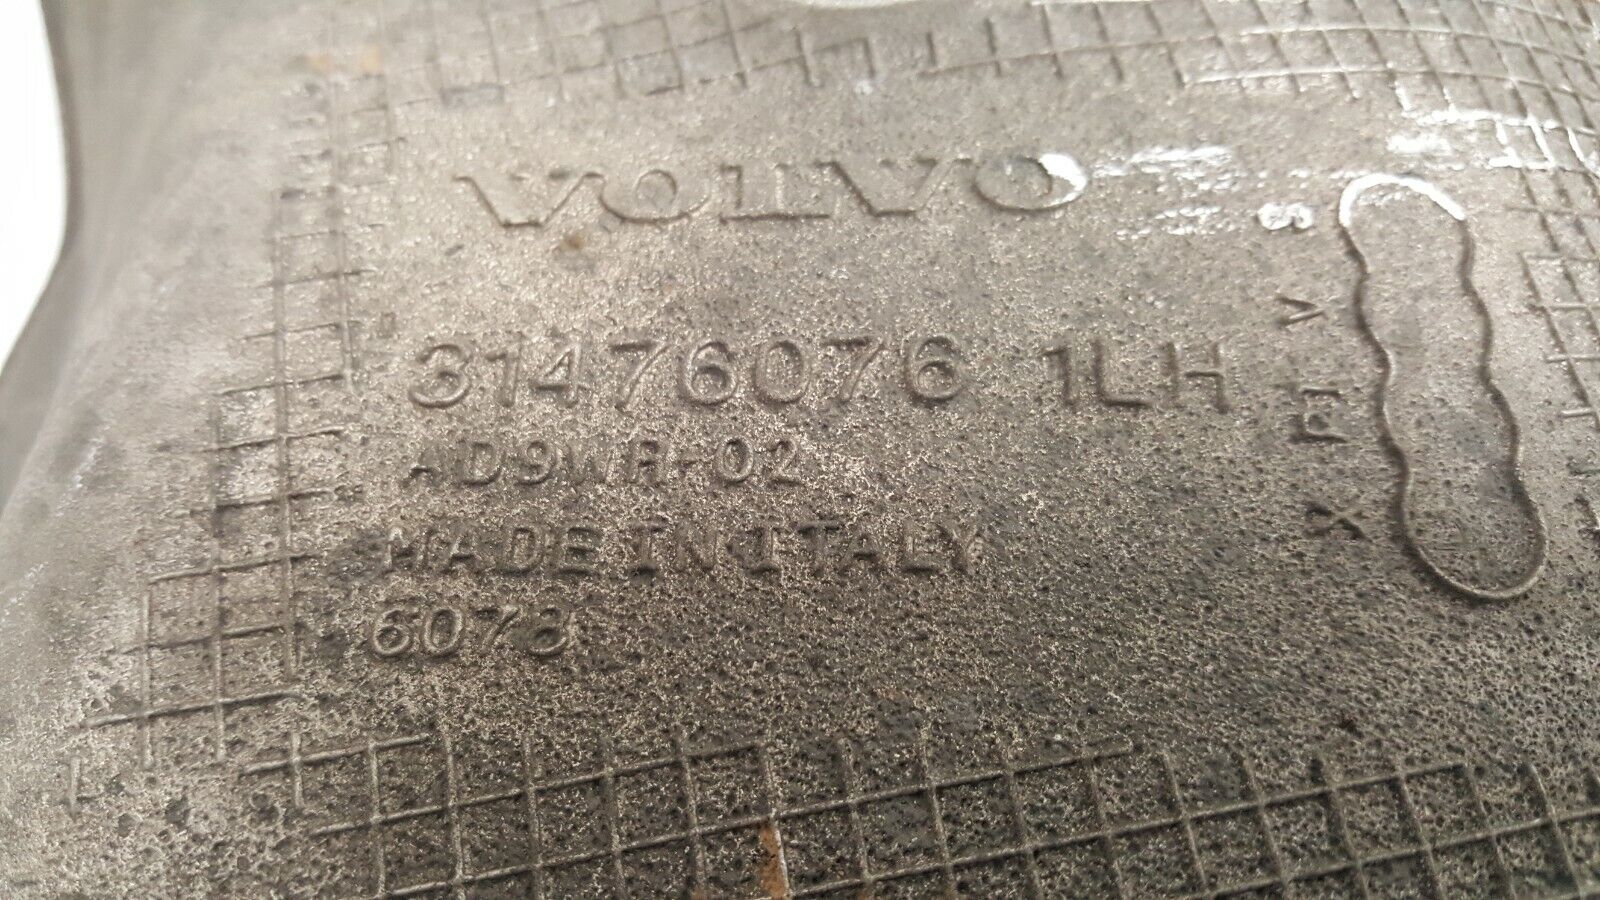 VOLVO
31476076 1LH
AD9WR-02
MADE IN ITALY
6078